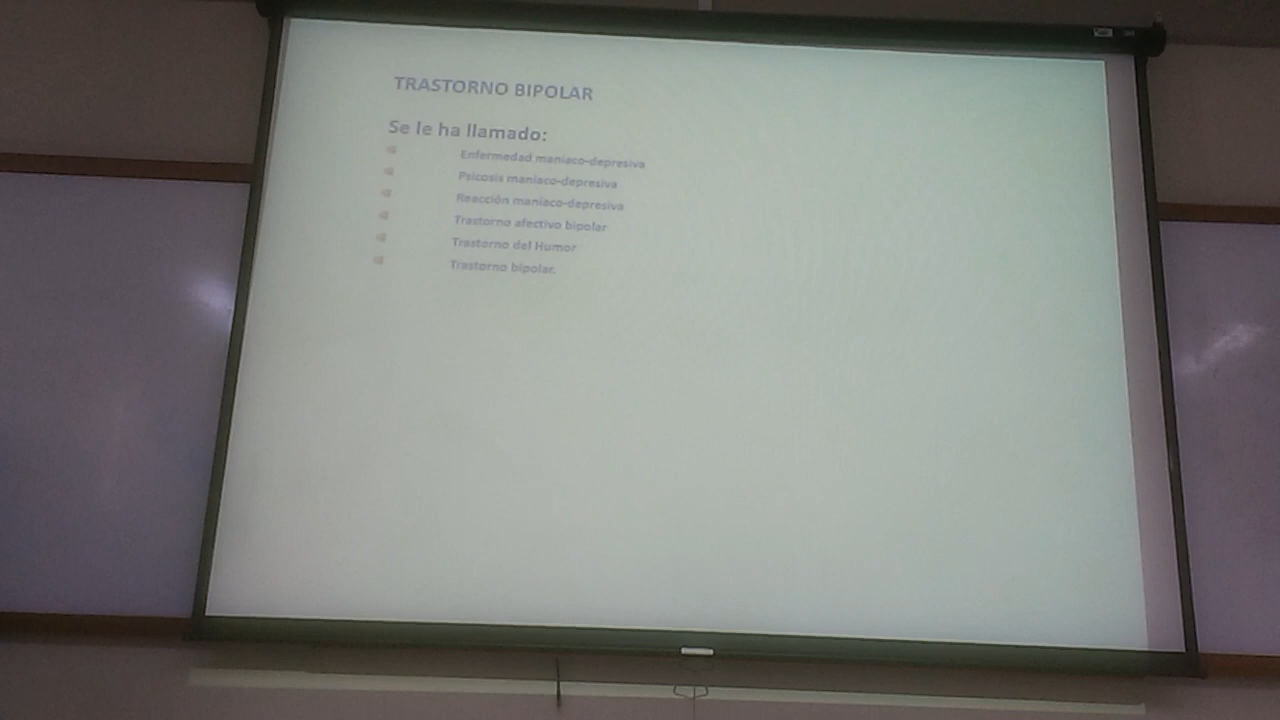 TRASTORNO BIPOLAR
Se le ha llamado:
Enfermedad maniaco-depresiva
Psicosis maniaco-depresiva
Reacción maniaco-depresiva
Trastorno afectivo bipolar
Trastorno del Humor
Trastorno bipolar.